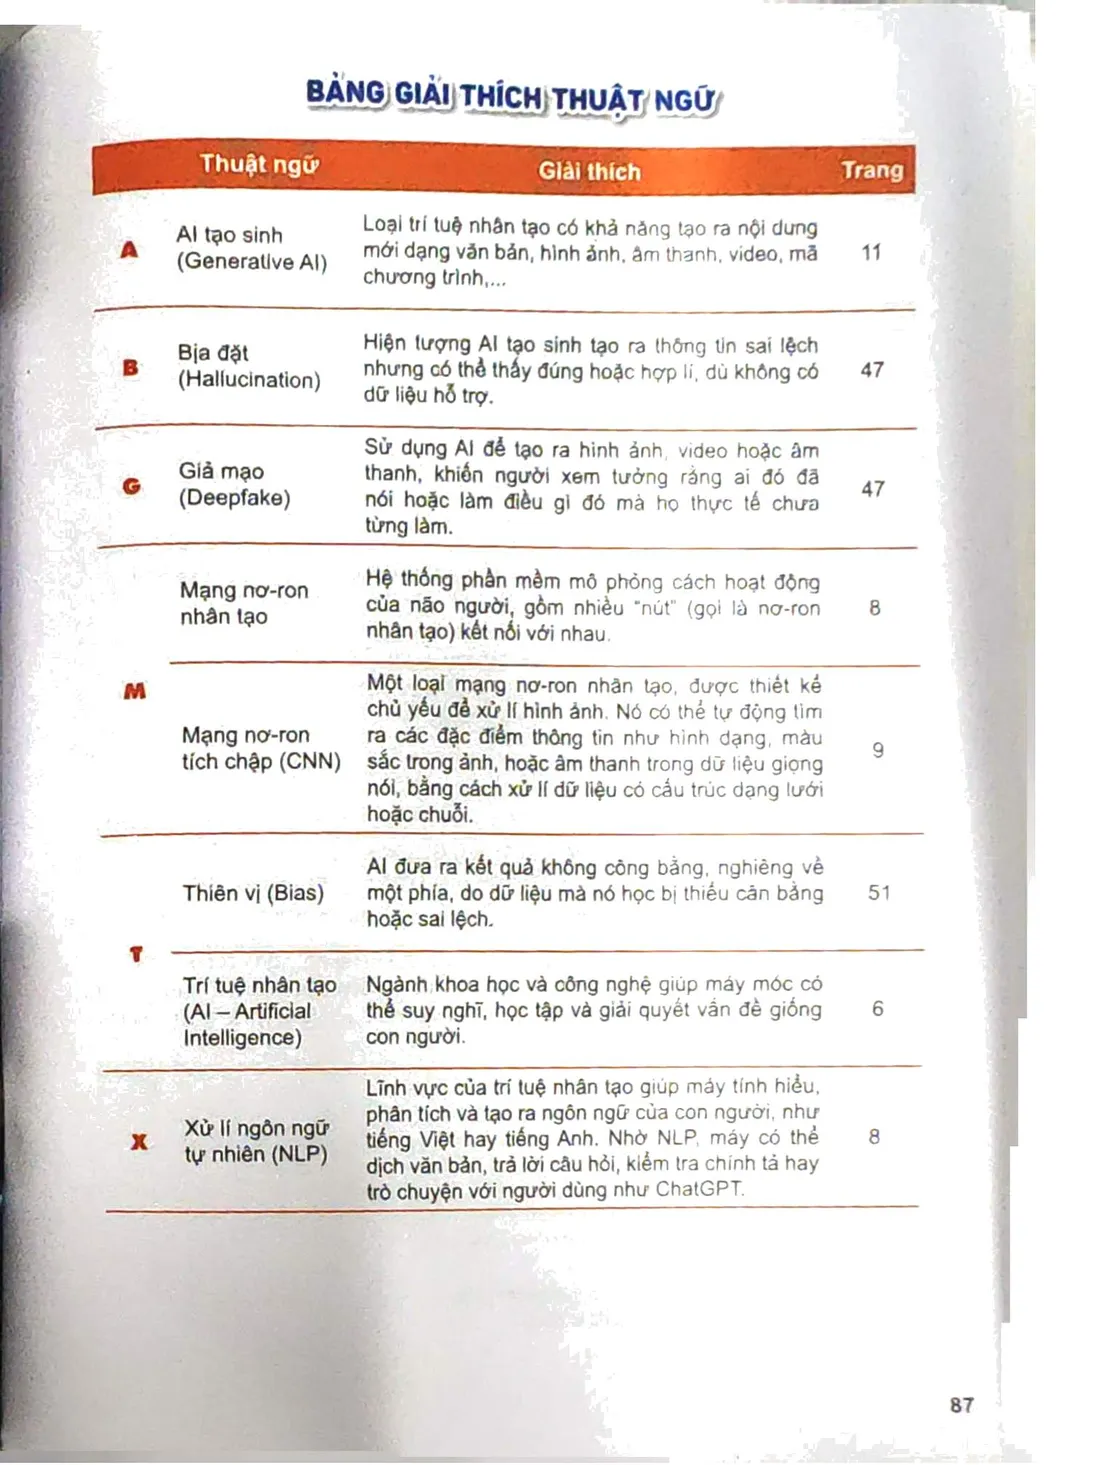 BẢNG GIẢI THÍCH THUẬT NGỮ
Thuật ngữ Giải thích Trang
A
AI tạo sinh
(Generative AI)
Loại trí tuệ nhân tạo có khả năng tạo ra nội dung
mới dạng văn bản, hình ảnh, âm thanh, video, mã
chương trình,...
11
B
Bịa đặt
(Hallucination)
Hiện tượng AI tạo sinh tạo ra thông tin sai lệch
nhưng có thể thấy đúng hoặc hợp lí, dù không có
dữ liệu hỗ trợ.
47
G
Giả mạo
(Deepfake)
Sử dụng AI để tạo ra hình ảnh, video hoặc âm
thanh, khiến người xem tưởng rằng ai đó đã
nói hoặc làm điều gì đó mà họ thực tế chưa
từng làm.
47
M
Mạng nơ-ron
nhân tạo
Hệ thống phần mềm mô phỏng cách hoạt động
của não người, gồm nhiều "nút" (gọi là nơ-ron
nhân tạo) kết nối với nhau.
8
Mạng nơ-ron
tích chập (CNN)
Một loại mạng nơ-ron nhân tạo, được thiết kế
chủ yếu để xử lí hình ảnh. Nó có thể tự động tìm
ra các đặc điểm thông tin như hình dạng, màu
sắc trong ảnh, hoặc âm thanh trong dữ liệu giọng
nói, bằng cách xử lí dữ liệu có cấu trúc dạng lưới
hoặc chuỗi.
9
T
Thiên vị (Bias)
AI đưa ra kết quả không công bằng, nghiêng về
một phía, do dữ liệu mà nó học bị thiếu cân bằng
hoặc sai lệch.
51
Trí tuệ nhân tạo
(AI – Artificial
Intelligence)
Ngành khoa học và công nghệ giúp máy móc có
thể suy nghĩ, học tập và giải quyết vấn đề giống
con người.
6
X
Xử lí ngôn ngữ
tự nhiên (NLP)
Lĩnh vực của trí tuệ nhân tạo giúp máy tính hiểu,
phân tích và tạo ra ngôn ngữ của con người, như
tiếng Việt hay tiếng Anh. Nhờ NLP, máy có thể
dịch văn bản, trả lời câu hỏi, kiểm tra chính tả hay
trò chuyện với người dùng như ChatGPT.
8
87